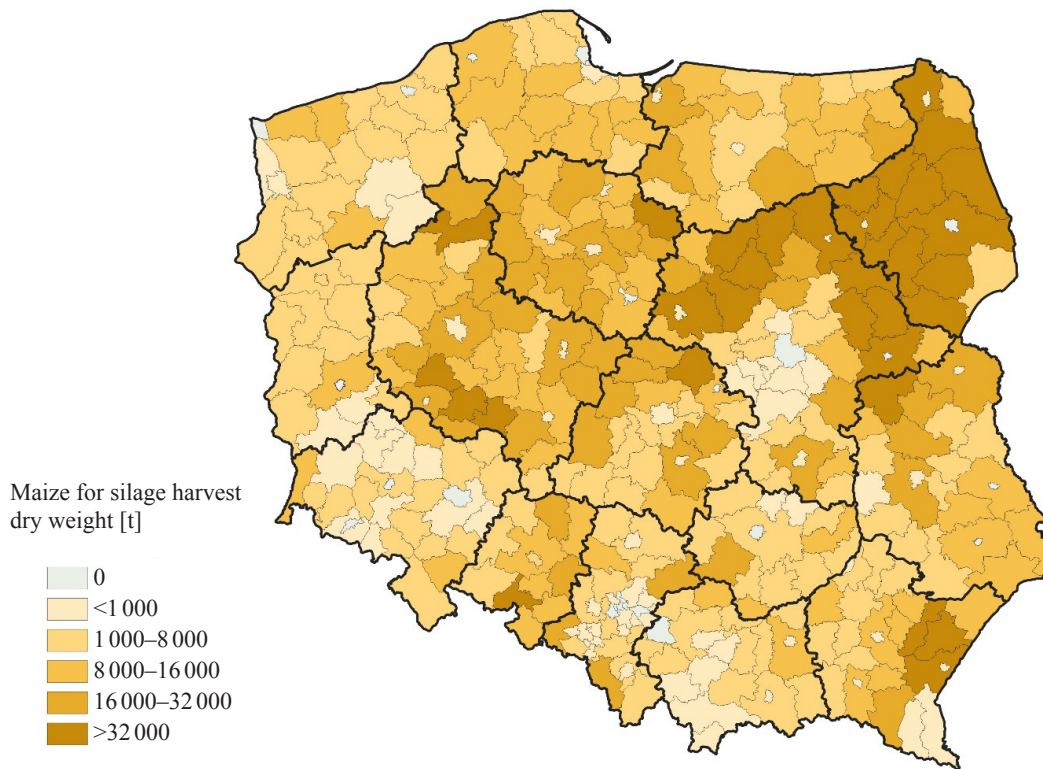 Maize for silage harvest
dry weight [t]
0
<1 000
1 000–8 000
8 000–16 000
16 000–32 000
>32 000